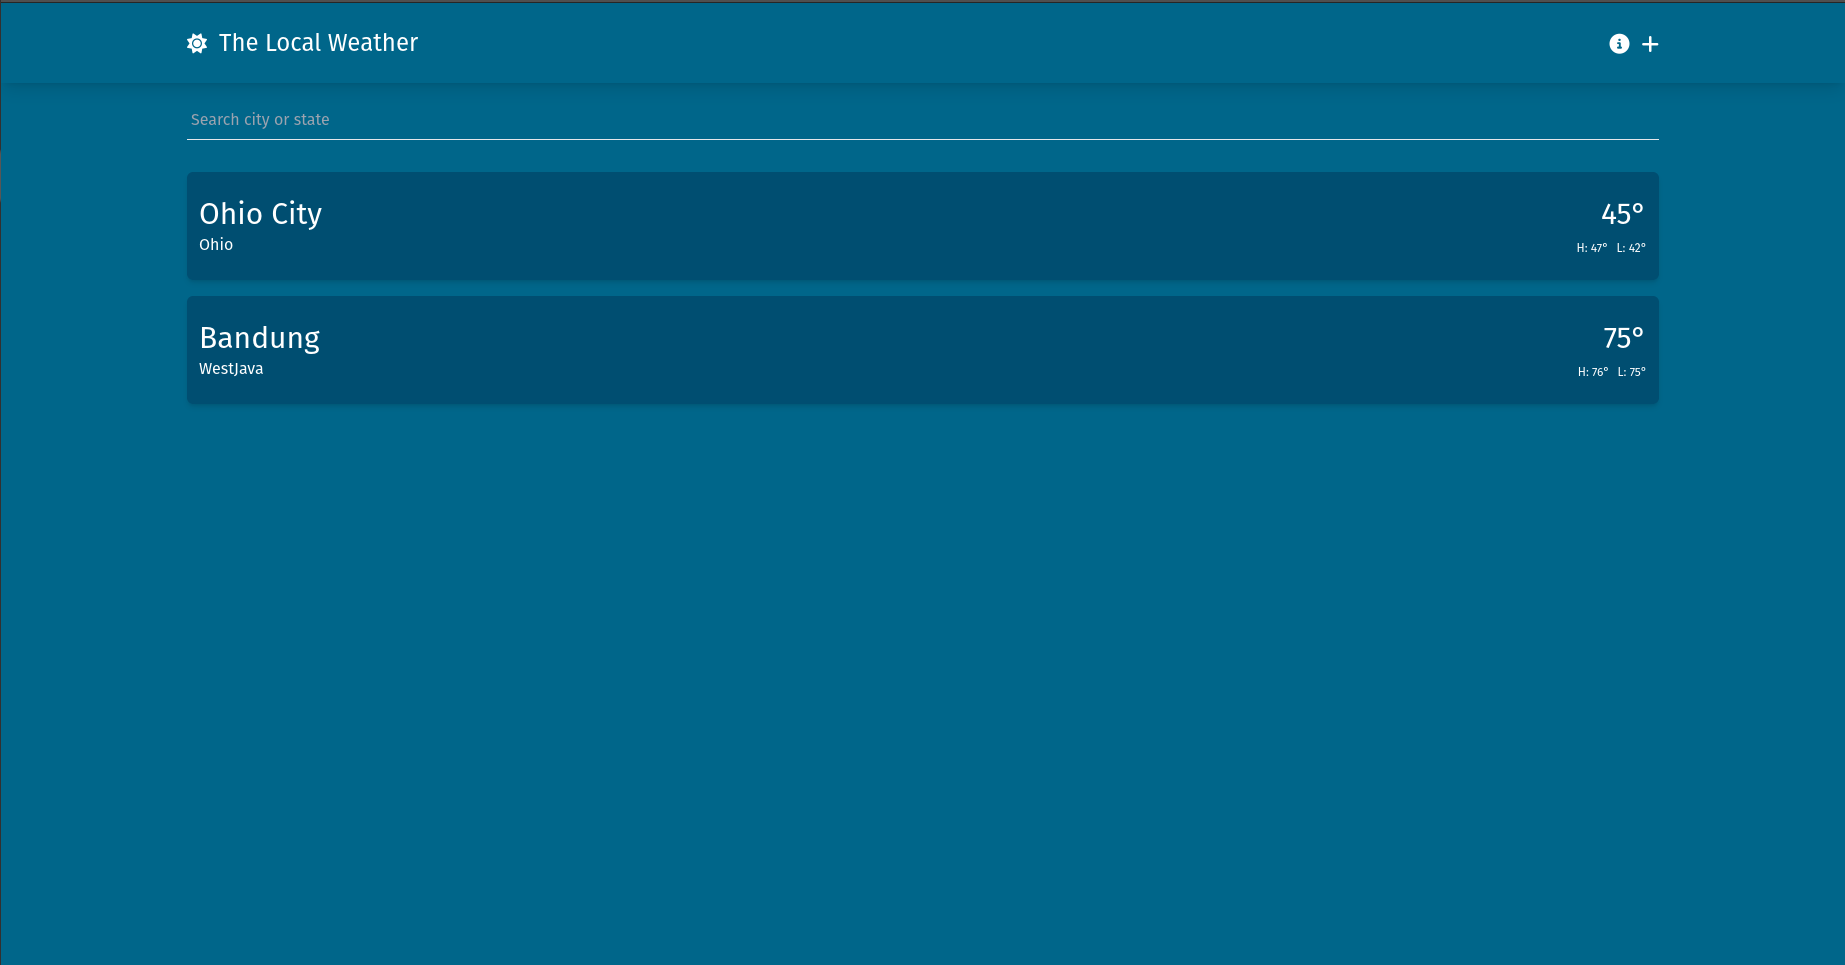 The Local Weather
Search city or state
Ohio City
45°
Ohio
H: 47° L: 42°
Bandung
75°
WestJava
H: 76° L: 75°